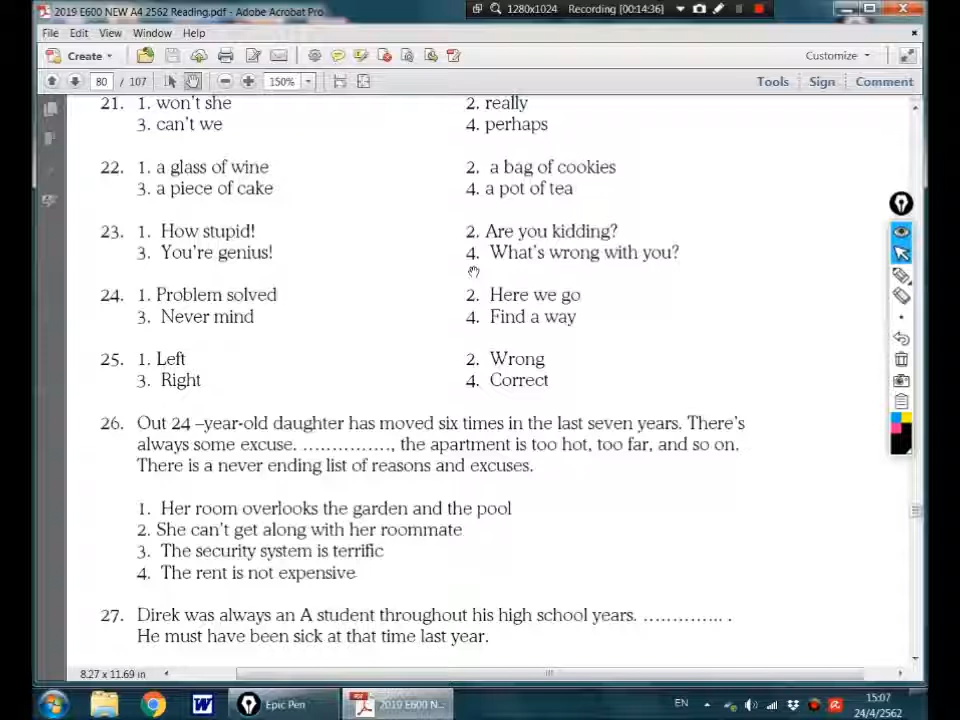 2019 E600 NEW A4 2562 Reading.pdf - Adobe Acrobat Pro
1280x1024 Recording [00:14:36]
File Edit View Window Help
Create Customize
80 / 107 150% Tools Sign Comment
21. 1. won't she 2. really
3. can't we 4. perhaps
22. 1. a glass of wine 2. a bag of cookies
3. a piece of cake 4. a pot of tea
23. 1. How stupid! 2. Are you kidding?
3. You're genius! 4. What's wrong with you?
24. 1. Problem solved 2. Here we go
3. Never mind 4. Find a way
25. 1. Left 2. Wrong
3. Right 4. Correct
26. Out 24 –year-old daughter has moved six times in the last seven years. There's
always some excuse. ……………, the apartment is too hot, too far, and so on.
There is a never ending list of reasons and excuses.
1. Her room overlooks the garden and the pool
2. She can't get along with her roommate
3. The security system is terrific
4. The rent is not expensive
27. Direk was always an A student throughout his high school years. ………….. .
He must have been sick at that time last year.
8.27 x 11.69 in
Epic Pen 2019 E600 N... EN 15:07
24/4/2562